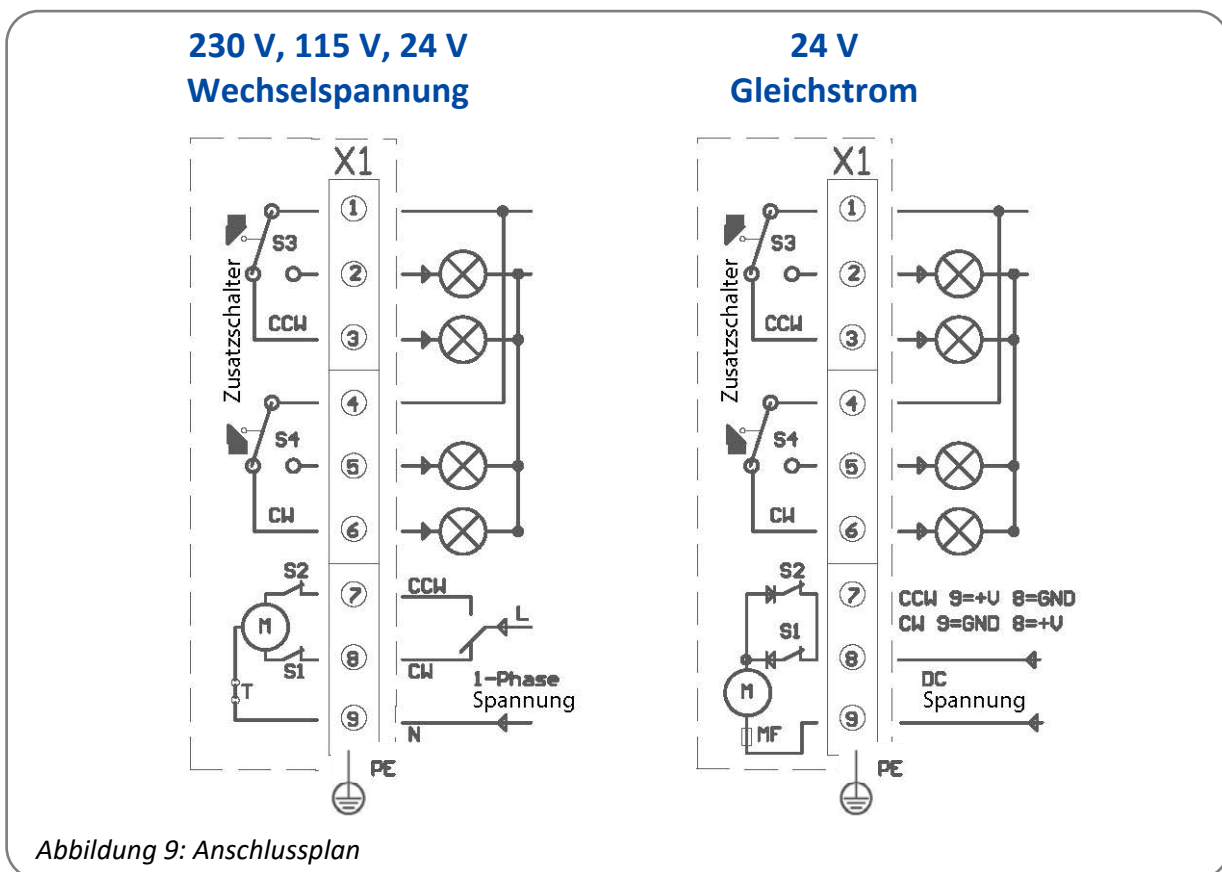 230 V, 115 V, 24 V
Wechselspannung
X1
1
S3
Zusatzschalter
2
CCW
3
4
S4
5
CW
6
S2
7
CCW
M
L
S1
8
CW
1-Phase
Spannung
T
9
N
PE
24 V
Gleichstrom
X1
1
S3
Zusatzschalter
2
CCW
3
Zusatzschalter
4
S4
5
CW
6
S2
7
CCW 9=+V 8=GND
CW 9=GND 8=+V
S1
8
DC
Spannung
M
9
MF
PE
Abbildung 9: Anschlussplan